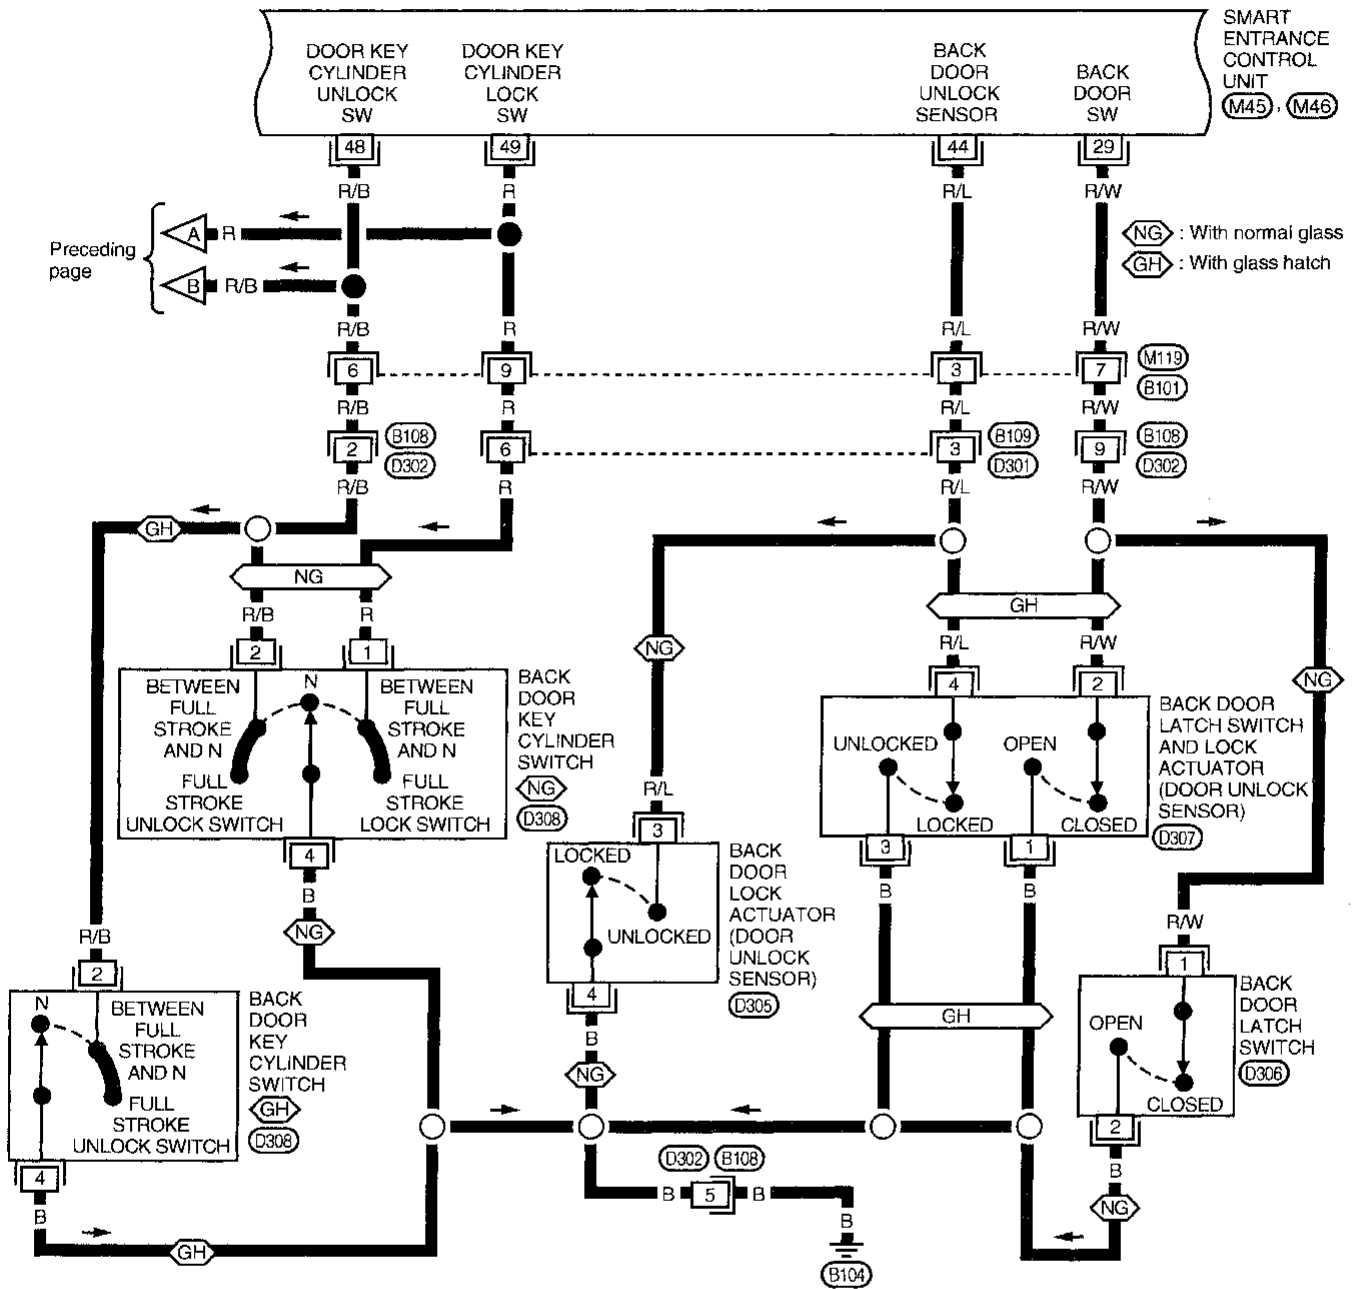 SMART
ENTRANCE
CONTROL
UNIT
M45, M46
DOOR KEY
CYLINDER
UNLOCK
SW
DOOR KEY
CYLINDER
LOCK
SW
BACK
DOOR
UNLOCK
SENSOR
BACK
DOOR
SW
48
49
44
29
R/B
R
R/L
R/W
Preceding
page
A
R
B
R/B
NG : With normal glass
GH : With glass hatch
R/B
R
R/L
R/W
6
9
3
7
M119
B101
R/B
R
R/L
R/W
2
B108
D302
6
3
B109
D301
9
B108
D302
R/B
R
R/L
R/W
GH
NG
GH
R/B
R
R/L
R/W
NG
NG
2
1
4
2
N
BETWEEN
FULL
STROKE
AND N
FULL
STROKE
UNLOCK SWITCH
BETWEEN
FULL
STROKE
AND N
FULL
STROKE
LOCK SWITCH
BACK
DOOR
KEY
CYLINDER
SWITCH
NG
D308
4
B
NG
R/L
3
LOCKED
UNLOCKED
BACK
DOOR
LOCK
ACTUATOR
(DOOR
UNLOCK
SENSOR)
D305
4
B
NG
UNLOCKED
LOCKED
OPEN
CLOSED
BACK DOOR
LATCH SWITCH
AND LOCK
ACTUATOR
(DOOR UNLOCK
SENSOR)
D307
3
1
B
B
GH
R/W
1
OPEN
CLOSED
BACK
DOOR
LATCH
SWITCH
D306
2
B
NG
R/B
2
N
BETWEEN
FULL
STROKE
AND N
FULL
STROKE
UNLOCK SWITCH
BACK
DOOR
KEY
CYLINDER
SWITCH
GH
D308
4
B
GH
D302
B108
B
5
B
B
B104